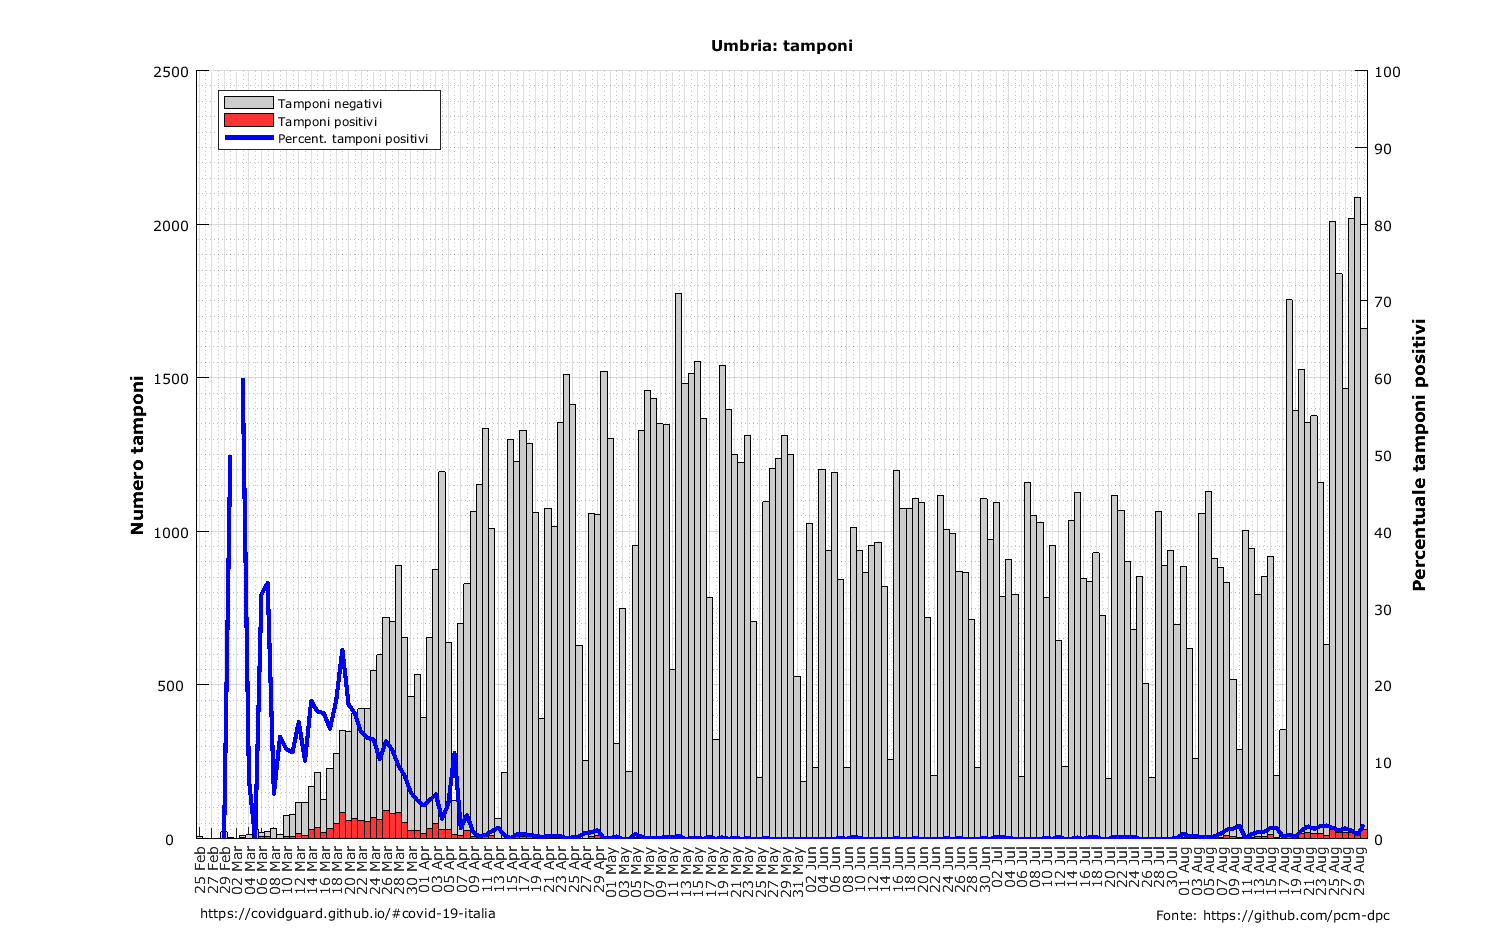 Umbria: tamponi
Tamponi negativi
Tamponi positivi
Percent. tamponi positivi
Numero tamponi
2500
2000
1500
1000
500
0
100
90
80
70
60
50
40
30
20
10
0
Percentuale tamponi positivi
25 Feb
27 Feb
29 Feb
02 Mar
04 Mar
06 Mar
08 Mar
10 Mar
12 Mar
14 Mar
16 Mar
18 Mar
20 Mar
22 Mar
24 Mar
26 Mar
28 Mar
30 Mar
01 Apr
03 Apr
05 Apr
07 Apr
09 Apr
11 Apr
13 Apr
15 Apr
17 Apr
19 Apr
21 Apr
23 Apr
25 Apr
27 Apr
29 Apr
01 May
03 May
05 May
07 May
09 May
11 May
13 May
15 May
17 May
19 May
21 May
23 May
25 May
27 May
29 May
31 May
02 Jun
04 Jun
06 Jun
08 Jun
10 Jun
12 Jun
14 Jun
16 Jun
18 Jun
20 Jun
22 Jun
24 Jun
26 Jun
28 Jun
30 Jun
02 Jul
04 Jul
06 Jul
08 Jul
10 Jul
12 Jul
14 Jul
16 Jul
18 Jul
20 Jul
22 Jul
24 Jul
26 Jul
28 Jul
30 Jul
01 Aug
03 Aug
05 Aug
07 Aug
09 Aug
11 Aug
13 Aug
15 Aug
17 Aug
19 Aug
21 Aug
23 Aug
25 Aug
27 Aug
29 Aug
https://covidguard.github.io/#covid-19-italia
Fonte: https://github.com/pcm-dpc